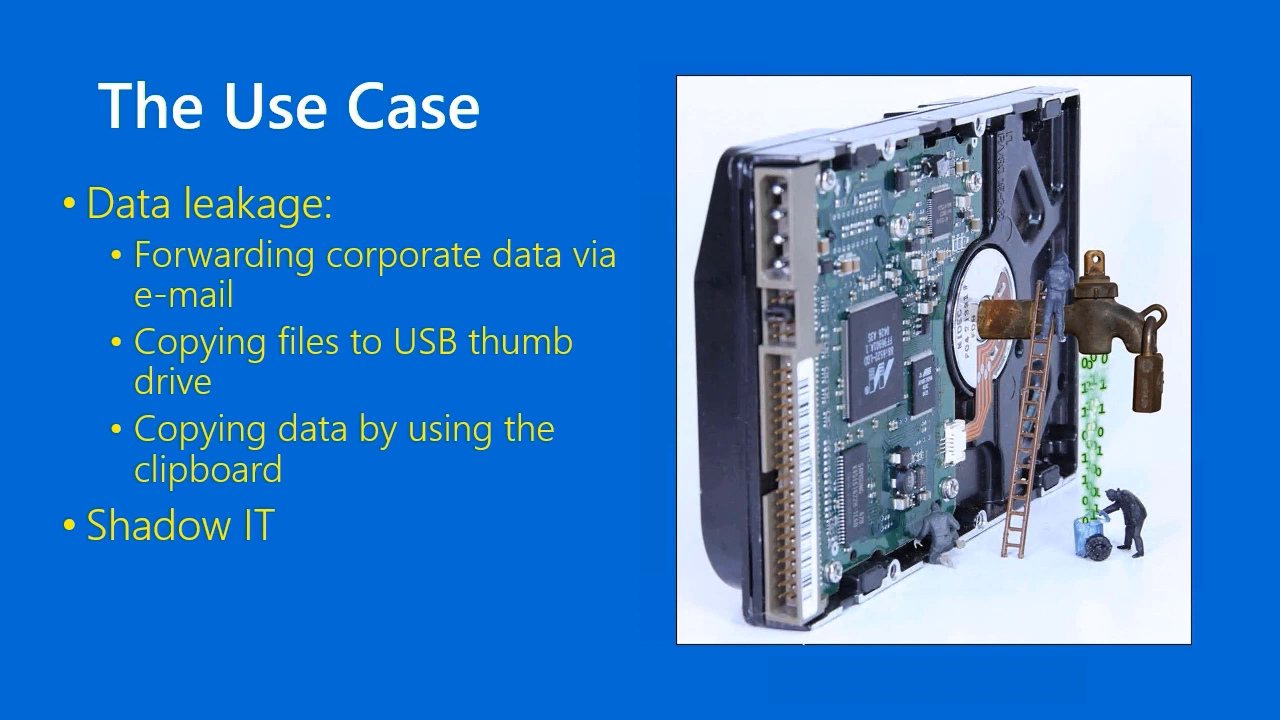 The Use Case
• Data leakage:
• Forwarding corporate data via
e-mail
• Copying files to USB thumb
drive
• Copying data by using the
clipboard
• Shadow IT